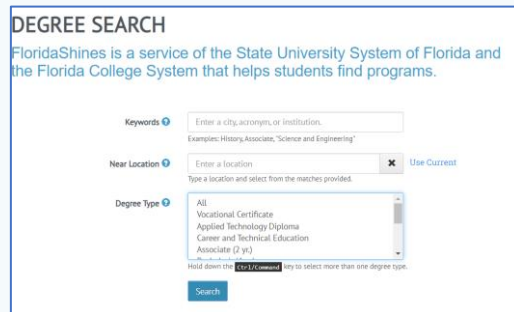 DEGREE SEARCH
FloridaShines is a service of the State University System of Florida and
the Florida College System that helps students find programs.
Keywords
Enter a city, acronym, or institution.
Examples: History, Associate, "Science and Engineering"
Near Location
Enter a location
Use Current
Type a location and select from the matches provided.
Degree Type
All
Vocational Certificate
Applied Technology Diploma
Career and Technical Education
Associate (2 yr.)
Hold down the Ctrl/Command key to select more than one degree type.
Search